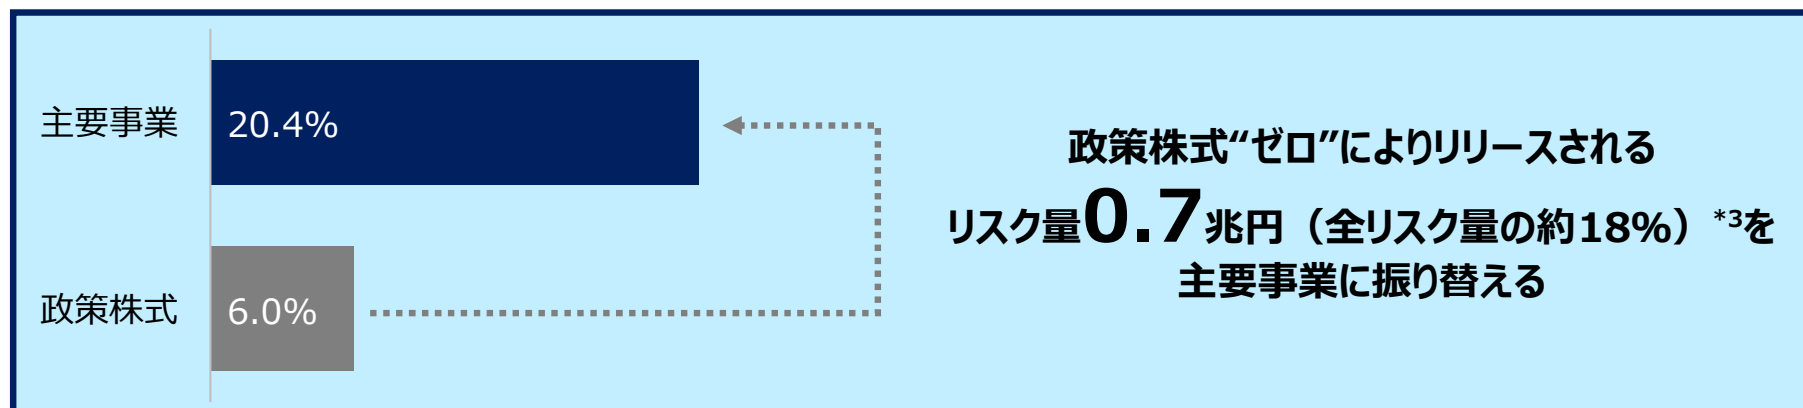 主要事業
20.4%
政策株式
6.0%
政策株式“ゼロ”によりリリースされる
リスク量0.7兆円（全リスク量の約18%）*3を
主要事業に振り替える